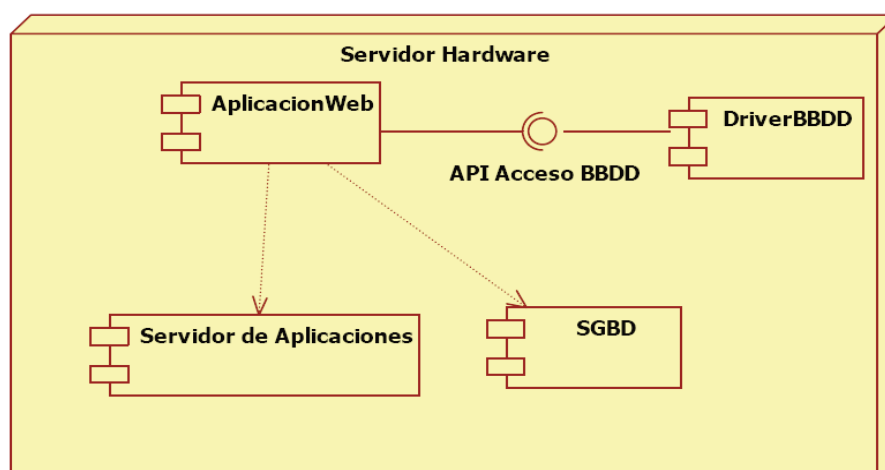 Servidor Hardware
AplicacionWeb
DriverBBDD
API Acceso BBDD
Servidor de Aplicaciones
SGBD